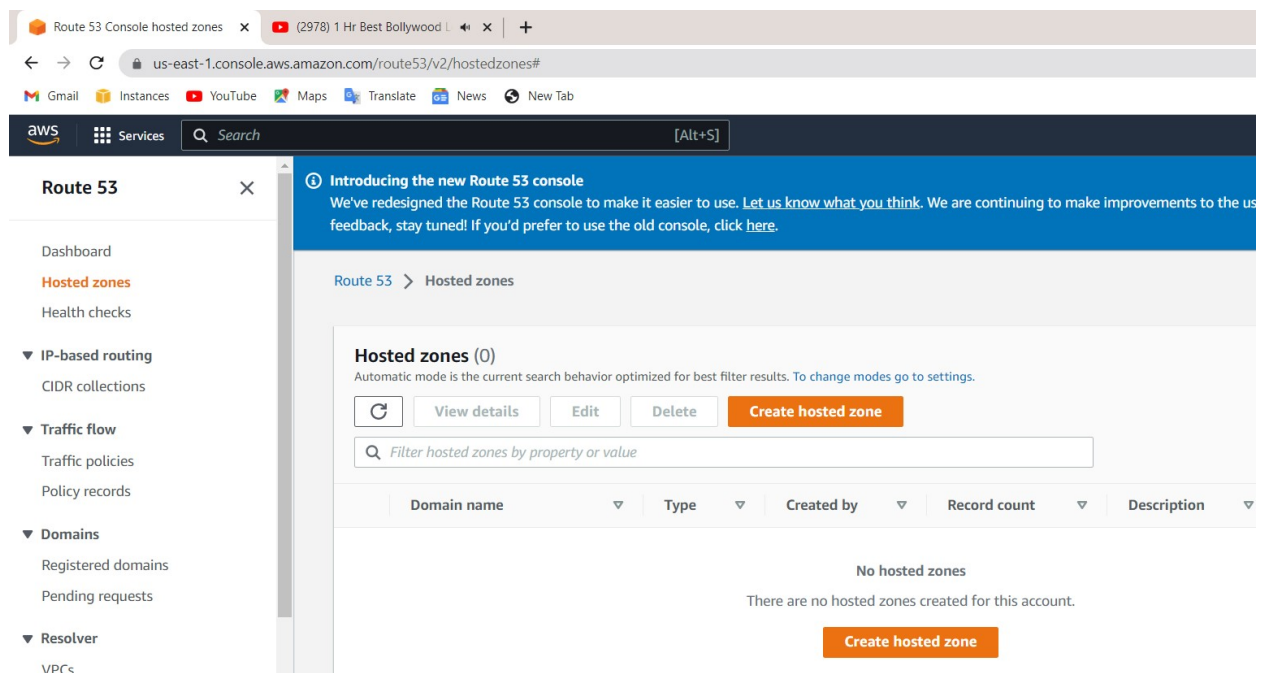 Route 53 Console hosted zones
(2978) 1 Hr Best Bollywood L
us-east-1.console.aws.amazon.com/route53/v2/hostedzones#
Gmail Instances YouTube Maps Translate News New Tab
aws Services Search [Alt+S]
Route 53
Introducing the new Route 53 console
We've redesigned the Route 53 console to make it easier to use. Let us know what you think. We are continuing to make improvements to the us
feedback, stay tuned! If you'd prefer to use the old console, click here.
Dashboard
Hosted zones
Health checks
IP-based routing
CIDR collections
Traffic flow
Traffic policies
Policy records
Domains
Registered domains
Pending requests
Resolver
VPCs
Route 53 > Hosted zones
Hosted zones (0)
Automatic mode is the current search behavior optimized for best filter results. To change modes go to settings.
View details Edit Delete Create hosted zone
Filter hosted zones by property or value
Domain name Type Created by Record count Description
No hosted zones
There are no hosted zones created for this account.
Create hosted zone